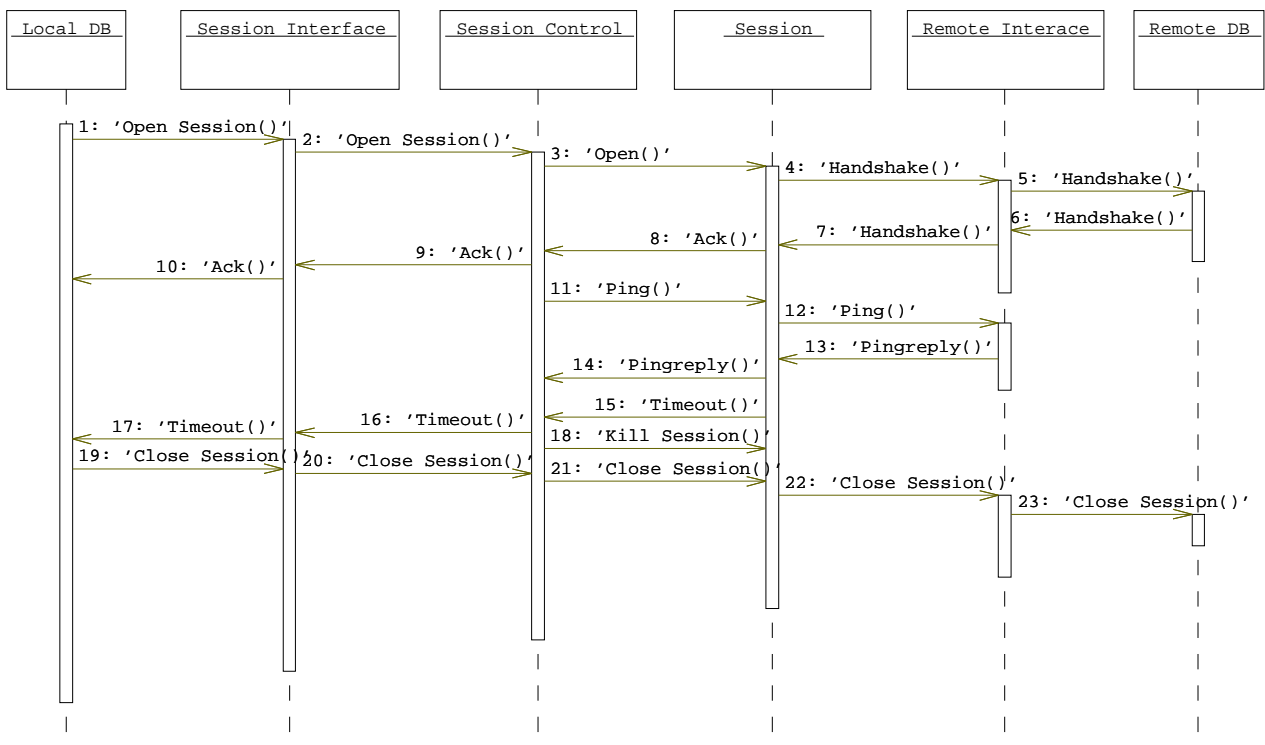 Local DB
Session Interface
Session Control
Session
Remote Interace
Remote DB
1: ’Open Session()’
2: ’Open Session()’
3: ’Open()’
4: ’Handshake()’
5: ’Handshake()’
6: ’Handshake()’
7: ’Handshake()’
8: ’Ack()’
9: ’Ack()’
10: ’Ack()’
11: ’Ping()’
12: ’Ping()’
13: ’Pingreply()’
14: ’Pingreply()’
15: ’Timeout()’
16: ’Timeout()’
17: ’Timeout()’
18: ’Kill Session()’
19: ’Close Session()’
20: ’Close Session()’
21: ’Close Session()’
22: ’Close Session()’
23: ’Close Session()’